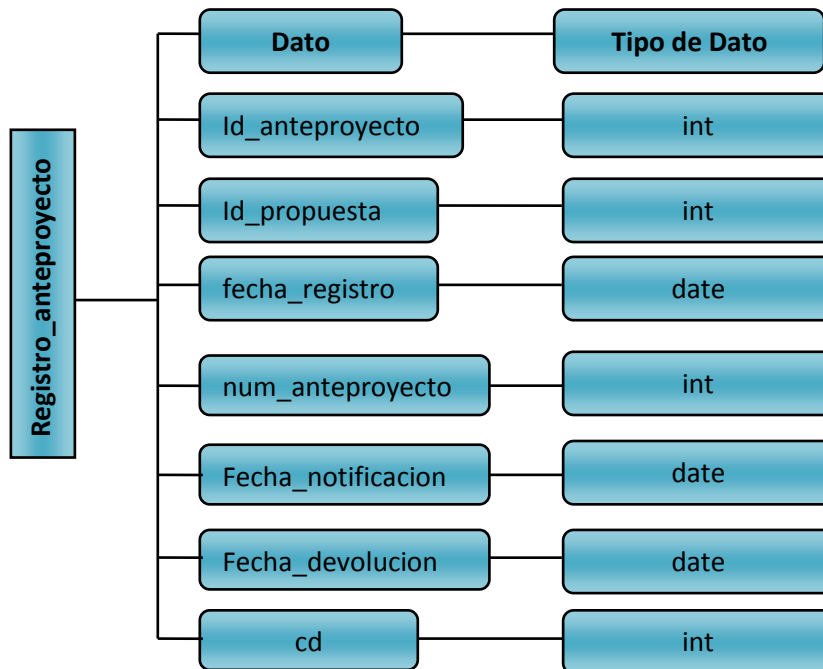 Registro_anteproyecto
Dato
Tipo de Dato
Id_anteproyecto
int
Id_propuesta
int
fecha_registro
date
num_anteproyecto
int
Fecha_notificacion
date
Fecha_devolucion
date
cd
int